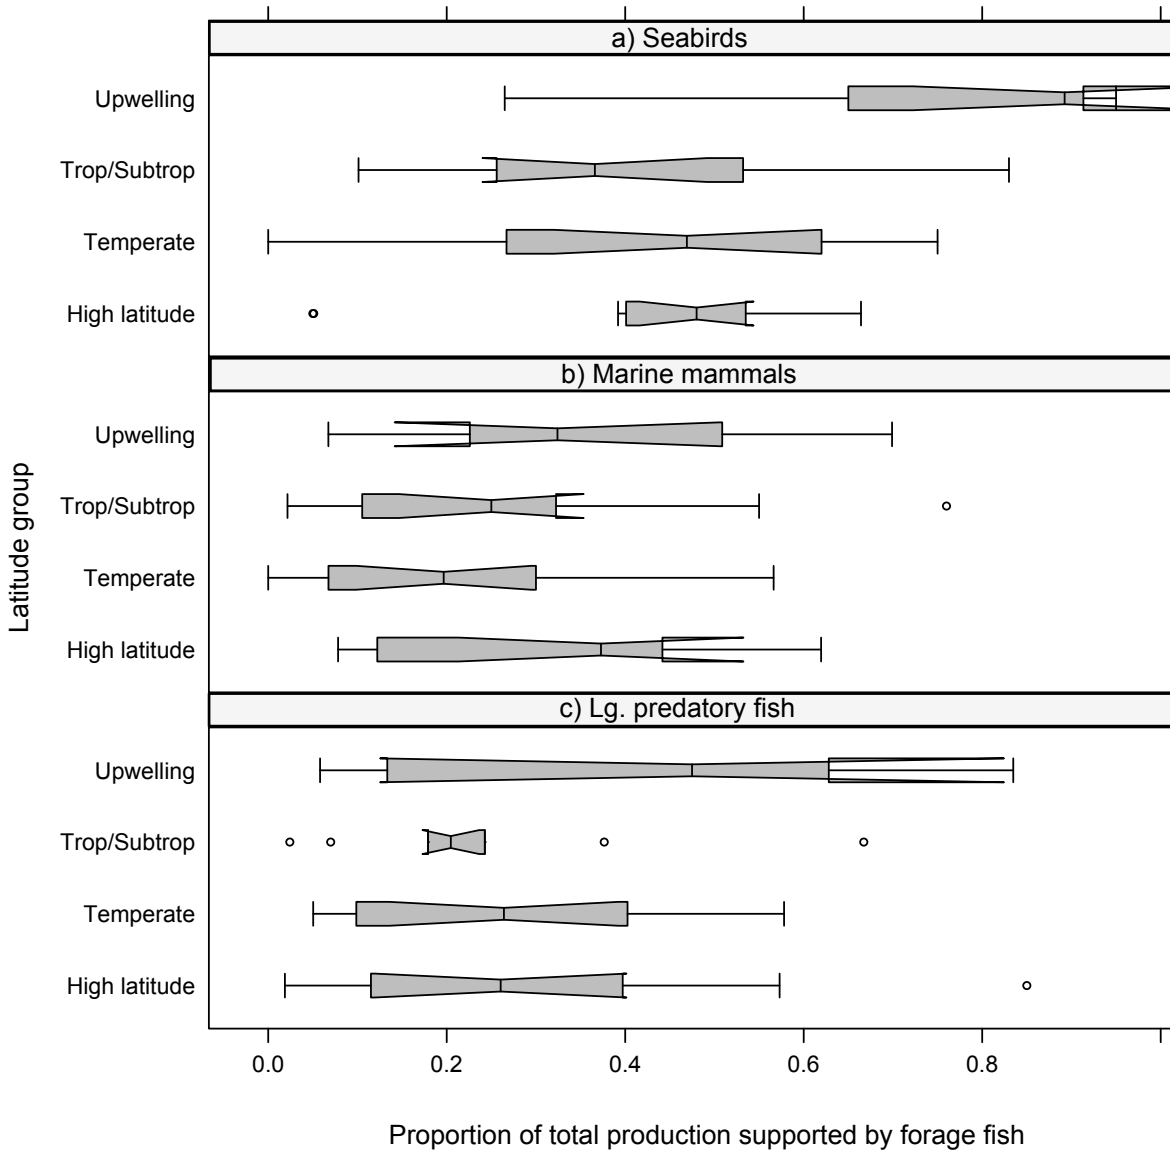 a) Seabirds
Upwelling
Trop/Subtrop
Temperate
High latitude
b) Marine mammals
Upwelling
Trop/Subtrop
Temperate
High latitude
c) Lg. predatory fish
Upwelling
Trop/Subtrop
Temperate
High latitude
Latitude group
0.0 0.2 0.4 0.6 0.8
Proportion of total production supported by forage fish